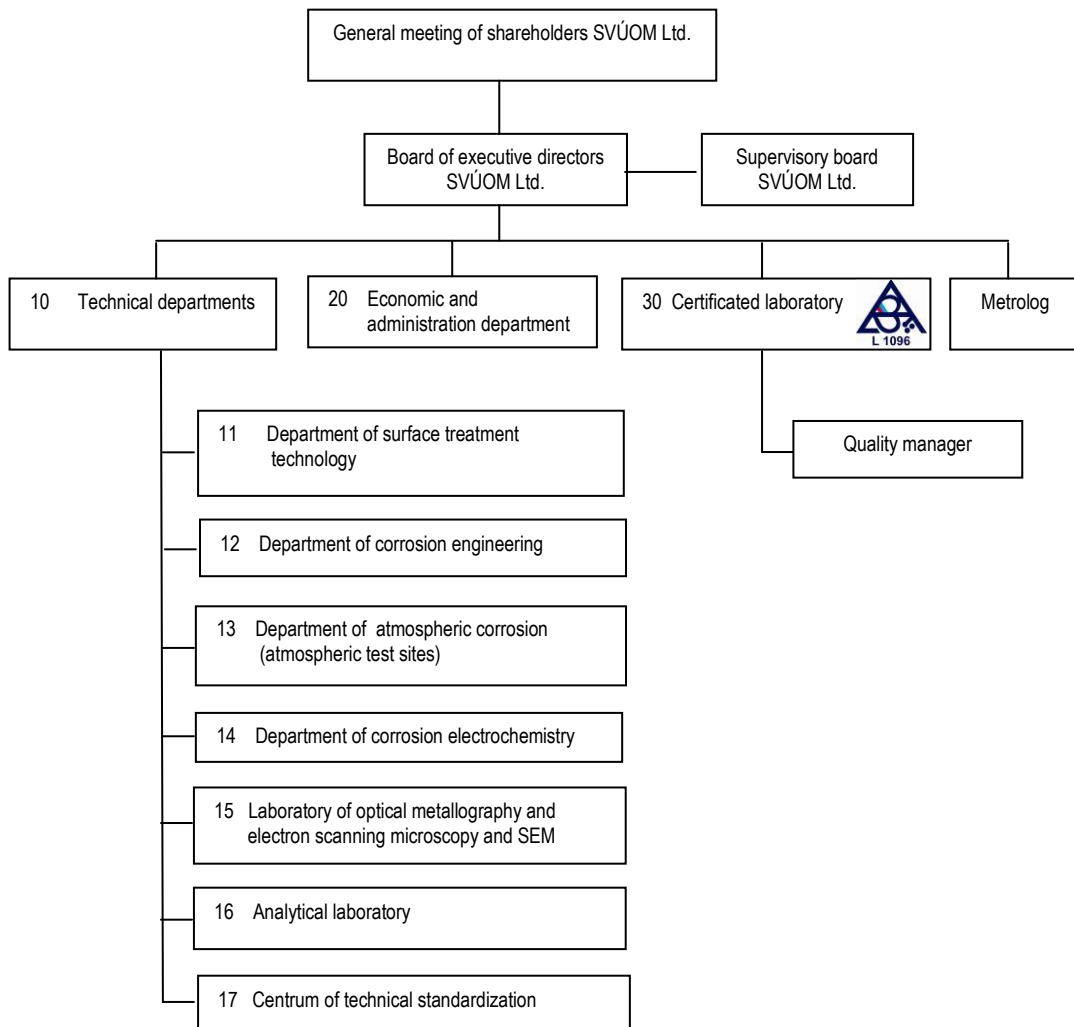 General meeting of shareholders SVÚOM Ltd.
Board of executive directors
SVÚOM Ltd.
Supervisory board
SVÚOM Ltd.
10 Technical departments
20 Economic and
administration department
30 Certificated laboratory
L 1096
Metrolog
Quality manager
11 Department of surface treatment
technology
12 Department of corrosion engineering
13 Department of atmospheric corrosion
(atmospheric test sites)
14 Department of corrosion electrochemistry
15 Laboratory of optical metallography and
electron scanning microscopy and SEM
16 Analytical laboratory
17 Centrum of technical standardization